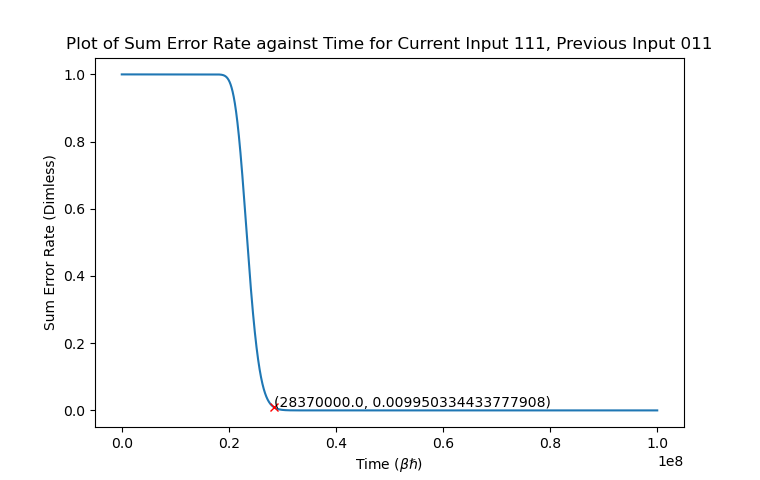 Plot of Sum Error Rate against Time for Current Input 111, Previous Input 011
1.0
0.8
0.6
0.4
0.2
0.0
Sum Error Rate (Dimless)
(28370000.0, 0.009950334433777908)
0.0 0.2 0.4 0.6 0.8 1.0
1e8
Time (βℏ)